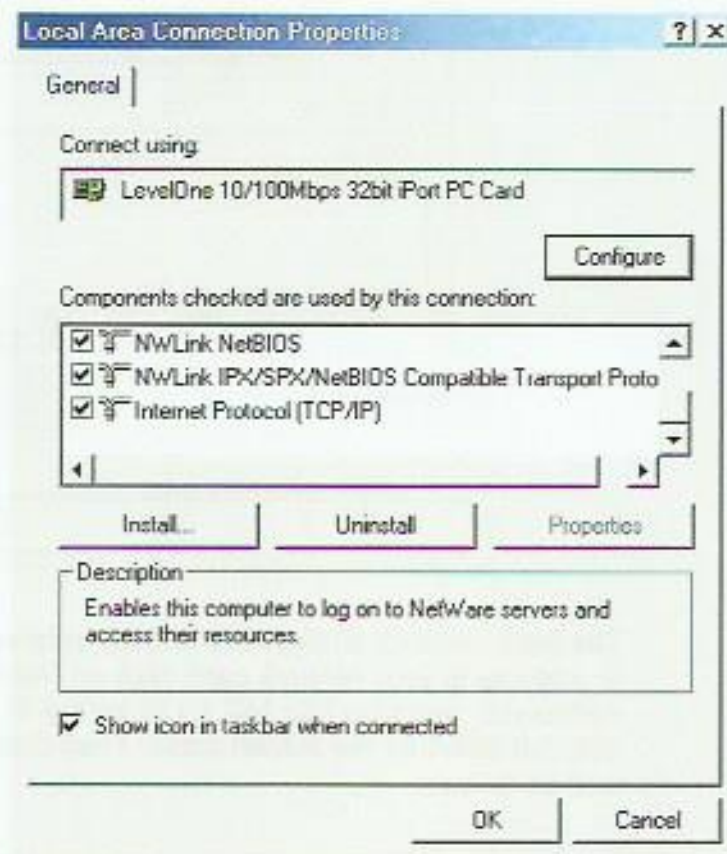 Local Area Connection Properties
General
Connect using:
LevelOne 10/100Mbps 32bit iPort PC Card
Configure
Components checked are used by this connection:
NWLink NetBIOS
NWLink IPX/SPX/NetBIOS Compatible Transport Proto
Internet Protocol (TCP/IP)
Install...
Uninstall
Properties
Description
Enables this computer to log on to NetWare servers and
access their resources.
Show icon in taskbar when connected
OK
Cancel